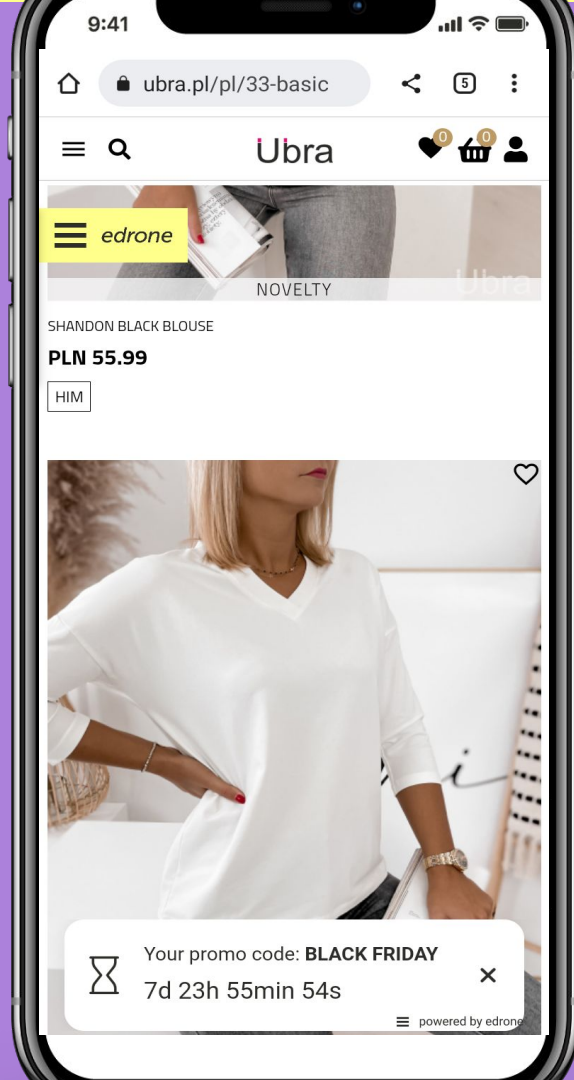 9:41
5
ubra.pl/pl/33-basic
Ubra
0
0
edrone
Ubra
NOVELTY
SHANDON BLACK BLOUSE
PLN 55.99
HIM
Your promo code: BLACK FRIDAY
7d 23h 55min 54s
powered by edrone